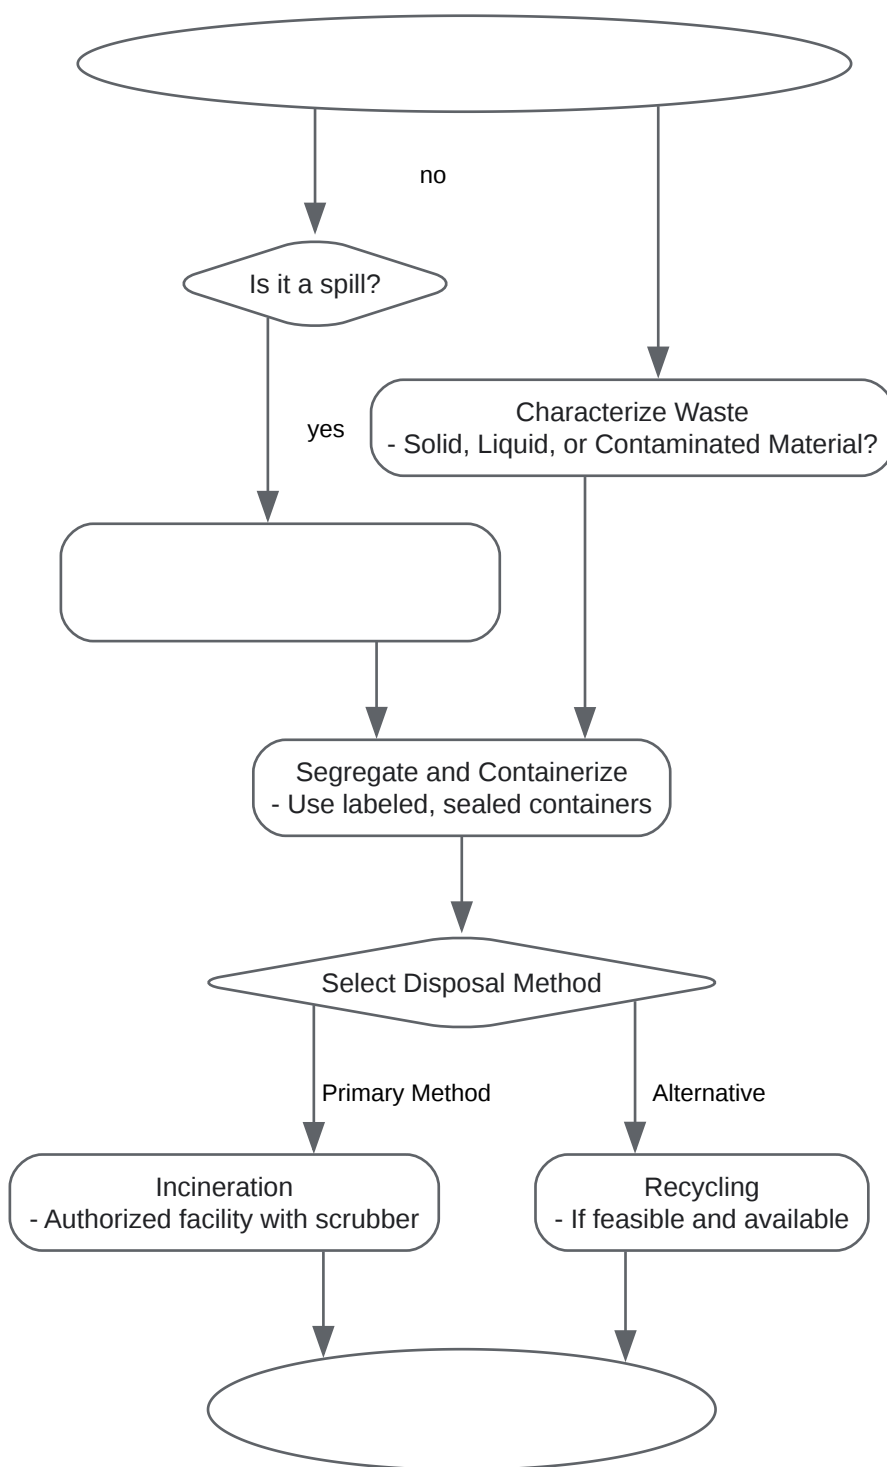 no
Is it a spill?
Characterize Waste
- Solid, Liquid, or Contaminated Material?
yes
Segregate and Containerize
- Use labeled, sealed containers
Select Disposal Method
Primary Method
Alternative
Incineration
- Authorized facility with scrubber
Recycling
- If feasible and available